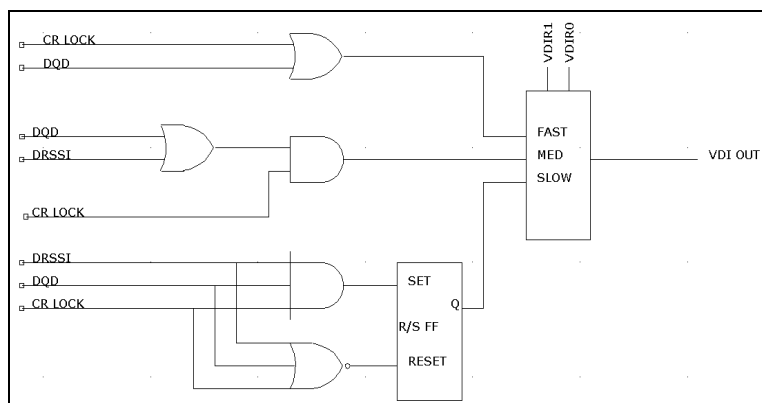 CR LOCK
DQD
VDIR1
VDIR0
DQD
DRSSI
CR LOCK
FAST
MED
SLOW
VDI OUT
DRSSI
DQD
CR LOCK
SET
Q
R/S FF
RESET